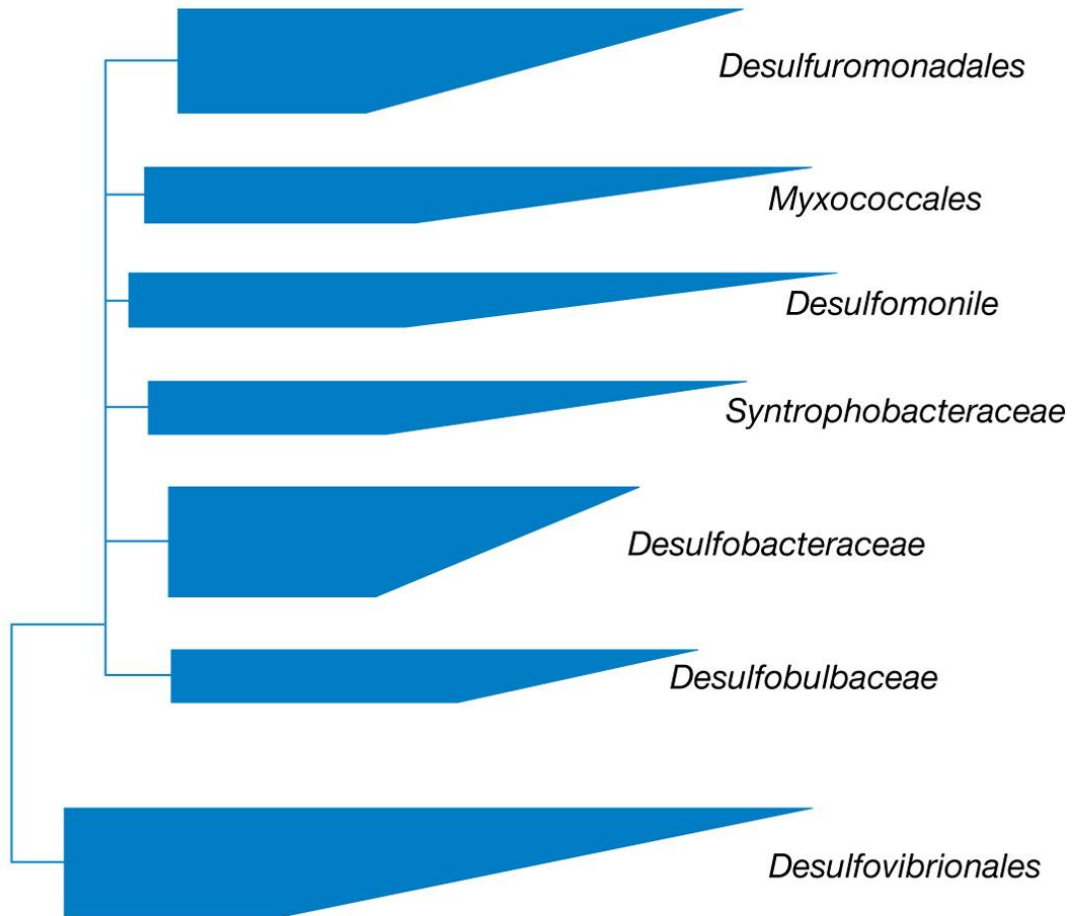 Desulfuromonadales
Myxococcales
Desulfomonile
Syntrophobacteraceae
Desulfobacteraceae
Desulfobulbaceae
Desulfovibrionales